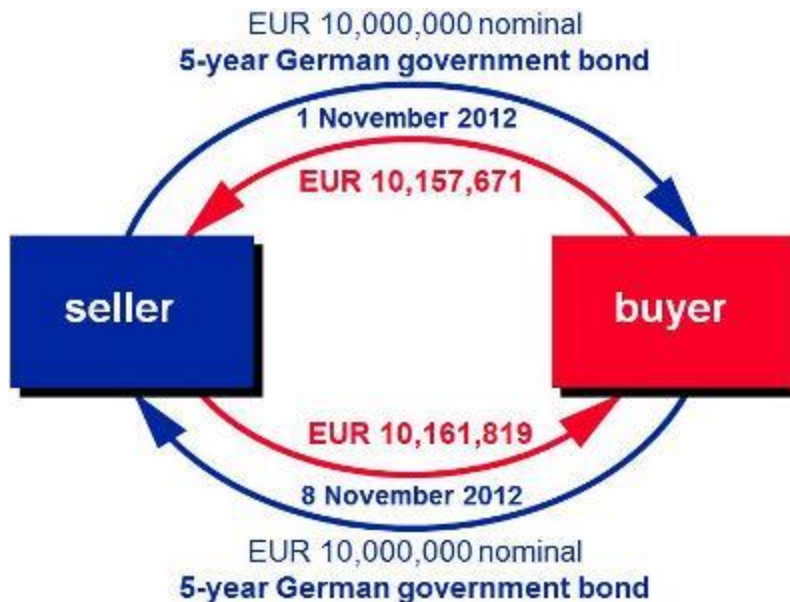 EUR 10,000,000 nominal
5-year German government bond
1 November 2012
EUR 10,157,671
seller
buyer
EUR 10,161,819
8 November 2012
EUR 10,000,000 nominal
5-year German government bond